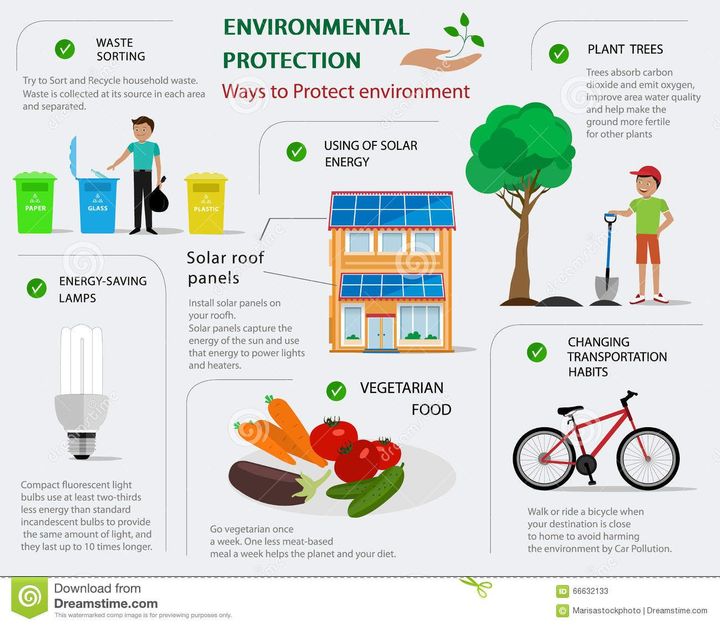 ENVIRONMENTAL
PROTECTION
Ways to Protect environment
WASTE
SORTING
Try to Sort and Recycle household waste.
Waste is collected at its source in each area
and separated.
PAPER
GLASS
PLASTIC
PLANT TREES
Trees absorb carbon
dioxide and emit oxygen,
improve area water quality
and help make the
ground more fertile
for other plants
USING OF SOLAR
ENERGY
Solar roof
panels
Install solar panels on
your roofh.
Solar panels capture the
energy of the sun and use
that energy to power lights
and heaters.
ENERGY-SAVING
LAMPS
Compact fluorescent light
bulbs use at least two-thirds
less energy than standard
incandescent bulbs to provide
the same amount of light, and
they last up to 10 times longer.
VEGETARIAN
FOOD
Go vegetarian once
a week. One less meat-based
meal a week helps the planet and your diet.
CHANGING
TRANSPORTATION
HABITS
Walk or ride a bicycle when
your destination is close
to home to avoid harming
the environment by Car Pollution.
Download from
Dreamstime.com
This watermarked comp image is for previewing purposes only.
ID 66632133
© Marisastockphoto | Dreamstime.com